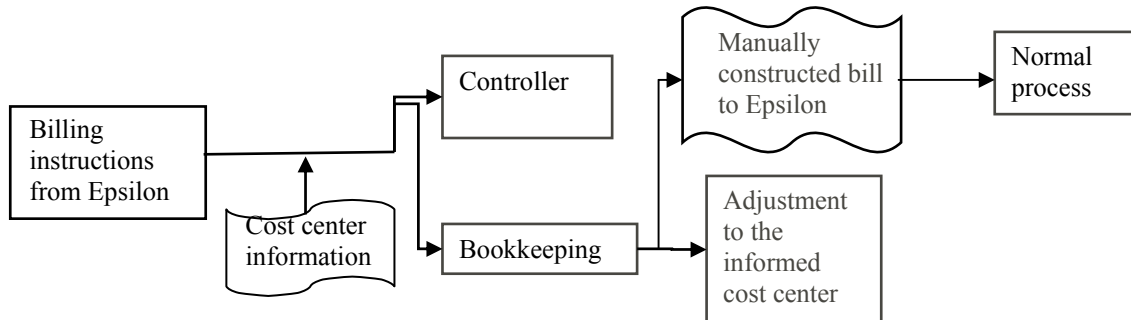 Billing
instructions
from Epsilon
Cost center
information
Controller
Bookkeeping
Manually
constructed bill
to Epsilon
Adjustment
to the
informed
cost center
Normal
process